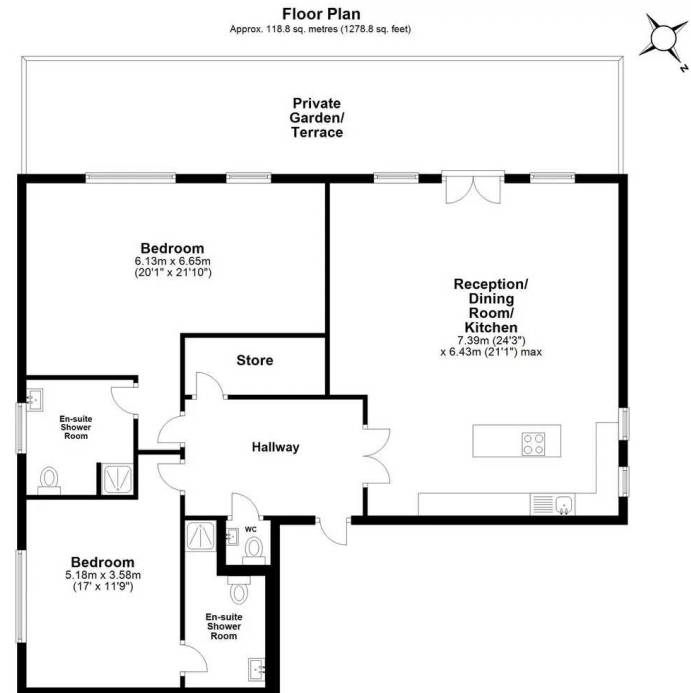 Floor Plan
Approx. 118.8 sq. metres (1278.8 sq. feet)
N
Private
Garden/
Terrace
Bedroom
6.13m x 6.65m
(20'1" x 21'10")
Reception/
Dining
Room/
Kitchen
7.39m (24'3")
x 6.43m (21'1") max
Store
En-suite
Shower
Room
Hallway
WC
Bedroom
5.18m x 3.58m
(17' x 11'9")
En-suite
Shower
Room